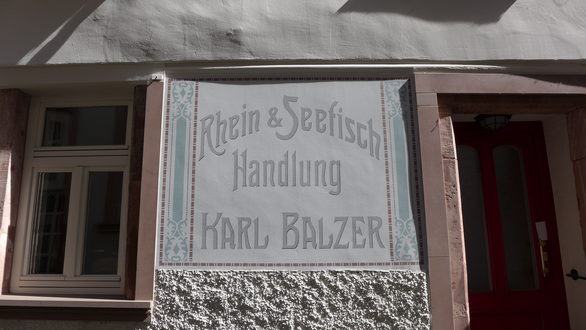 Rhein & Seefisch
Handlung
KARL BALZER